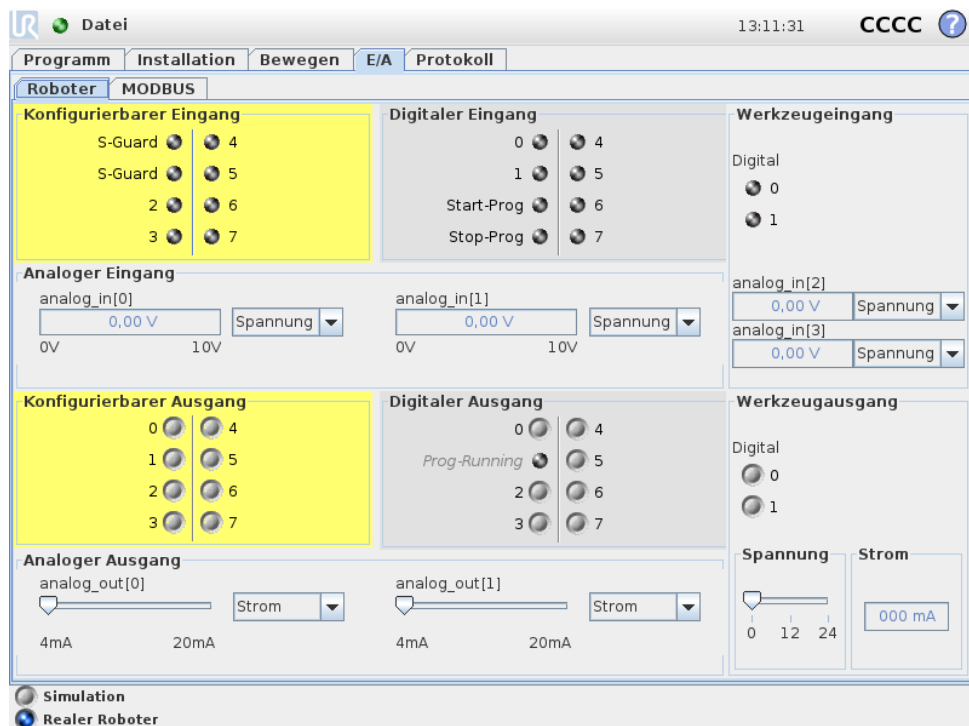 UR Datei 13:11:31 CCCC ?
Programm Installation Bewegen E/A Protokoll
Roboter MODBUS
Konfigurierbarer Eingang
S-Guard 4
S-Guard 5
2 6
3 7
Digitaler Eingang
0 4
1 5
Start-Prog 6
Stop-Prog 7
Werkzeugeingang
Digital
0
1
analog_in[2]
0,00 V Spannung
analog_in[3]
0,00 V Spannung
Analoger Eingang
analog_in[0]
0,00 V Spannung
0V 10V
analog_in[1]
0,00 V Spannung
0V 10V
Konfigurierbarer Ausgang
0 4
1 5
2 6
3 7
Digitaler Ausgang
0 4
Prog-Running 5
2 6
3 7
Werkzeugausgang
Digital
0
1
Spannung
0 12 24
Strom
000 mA
Analoger Ausgang
analog_out[0]
Strom
4mA 20mA
analog_out[1]
Strom
4mA 20mA
Simulation
Realer Roboter